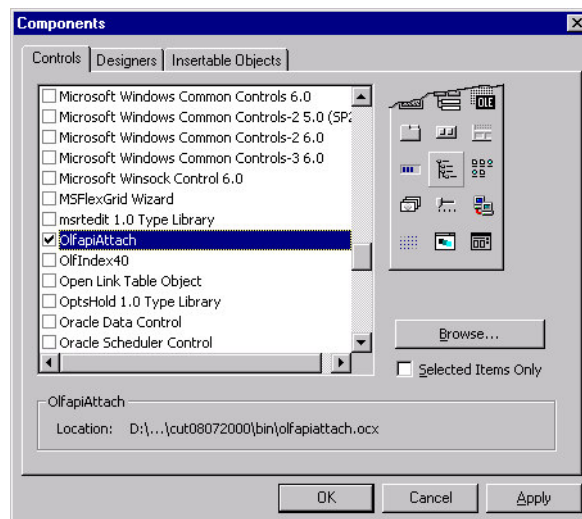 Components
Controls Designers Insertable Objects
Microsoft Windows Common Controls 6.0
Microsoft Windows Common Controls-2 5.0 (SP2
Microsoft Windows Common Controls-2 6.0
Microsoft Windows Common Controls-3 6.0
Microsoft Winsock Control 6.0
MSFlexGrid Wizard
msrtedit 1.0 Type Library
OlfapiAttach
OlfIndex40
Open Link Table Object
OptsHold 1.0 Type Library
Oracle Data Control
Oracle Scheduler Control
OLE
Browse...
Selected Items Only
OlfapiAttach
Location: D:\...\cut08072000\bin\olfapiattach.ocx
OK Cancel Apply